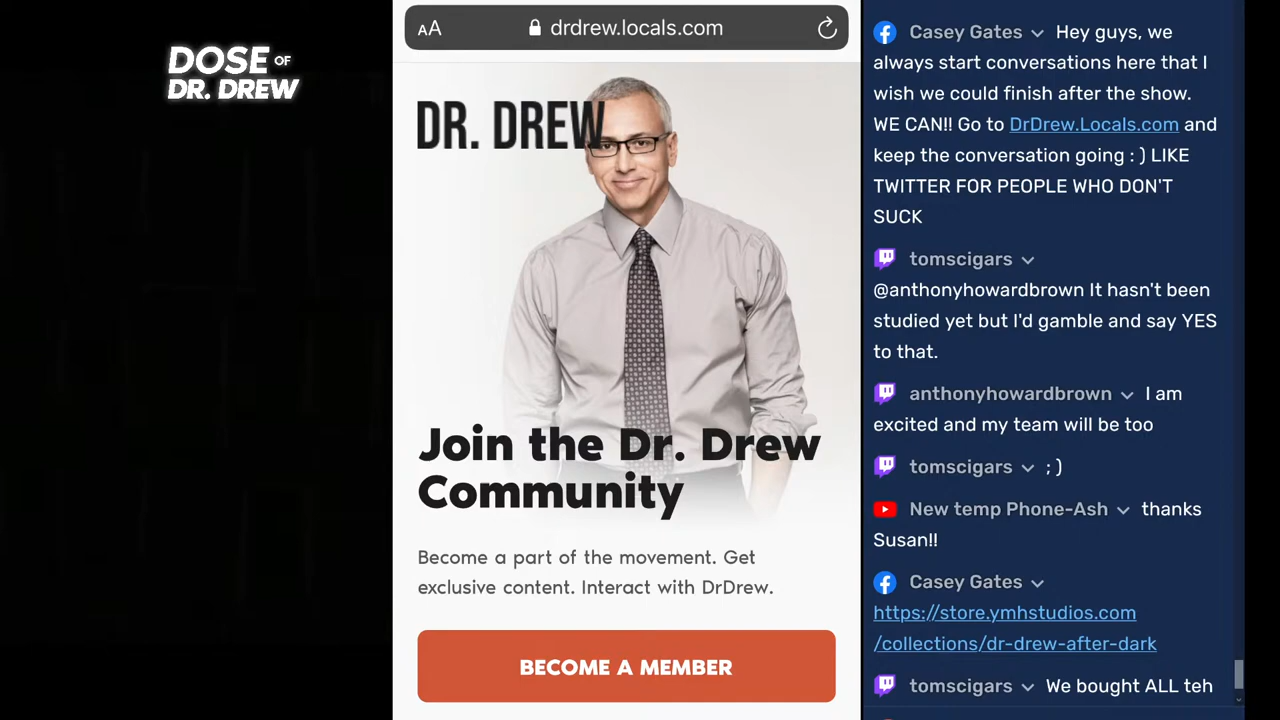 DOSE OF
DR. DREW
AA
drdrew.locals.com
DR. DREW
Join the Dr. Drew
Community
Become a part of the movement. Get
exclusive content. Interact with DrDrew.
BECOME A MEMBER
Casey Gates Hey guys, we
always start conversations here that I
wish we could finish after the show.
WE CAN!! Go to DrDrew.Locals.com and
keep the conversation going : ) LIKE
TWITTER FOR PEOPLE WHO DON'T
SUCK
tomscigars
@anthonyhowardbrown It hasn't been
studied yet but I'd gamble and say YES
to that.
anthonyhowardbrown I am
excited and my team will be too
tomscigars ; )
New temp Phone-Ash thanks
Susan!!
Casey Gates
https://store.ymhstudios.com
/collections/dr-drew-after-dark
tomscigars We bought ALL teh